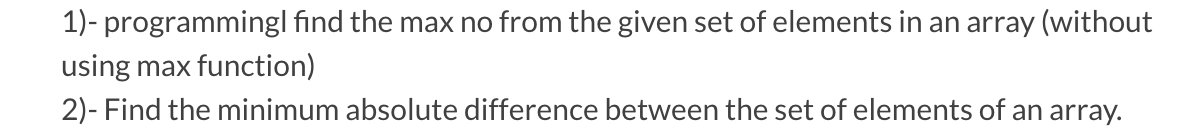 1)- programmingl find the max no from the given set of elements in an array (without
using max function)
2)- Find the minimum absolute difference between the set of elements of an array.